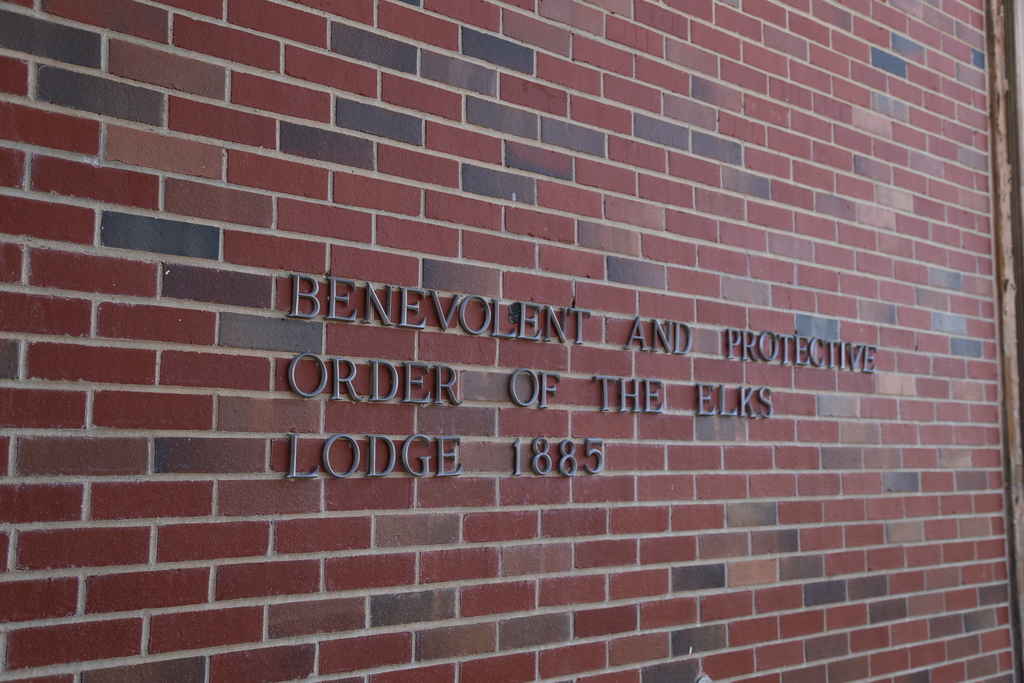 BENEVOLENT AND PROTECTIVE
ORDER OF THE ELKS
LODGE 1885